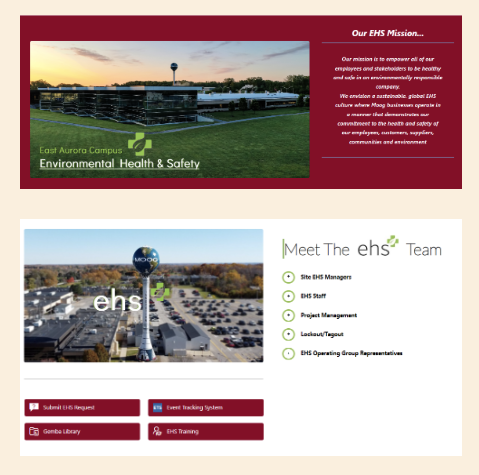 Our EHS Mission...
Our mission is to empower all of our
employees and stakeholders to be healthy
and safe in an environmentally responsible
company.
We envision a sustainable, global EHS
culture where Moog businesses operate in
a manner that demonstrates our
commitment to the health and safety of
our employees, customers, suppliers,
communities and environment
East Aurora Campus
Environmental Health & Safety
MOOG
ehs
Meet The ehs Team
Site EHS Managers
EHS Staff
Project Management
Lockout/Tagout
EHS Operating Group Representatives
Submit EHS Request
Event Tracking System
Gemba Library
EHS Training